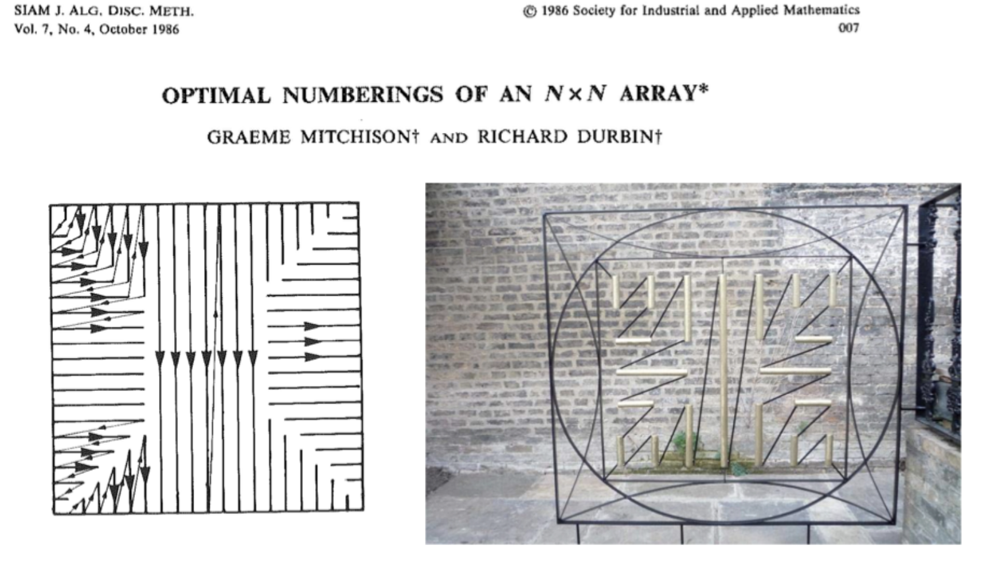 SIAM J. ALG. DISC. METH.
Vol. 7, No. 4, October 1986
© 1986 Society for Industrial and Applied Mathematics
007
OPTIMAL NUMBERINGS OF AN N × N ARRAY*
GRAEME MITCHISON† AND RICHARD DURBIN†